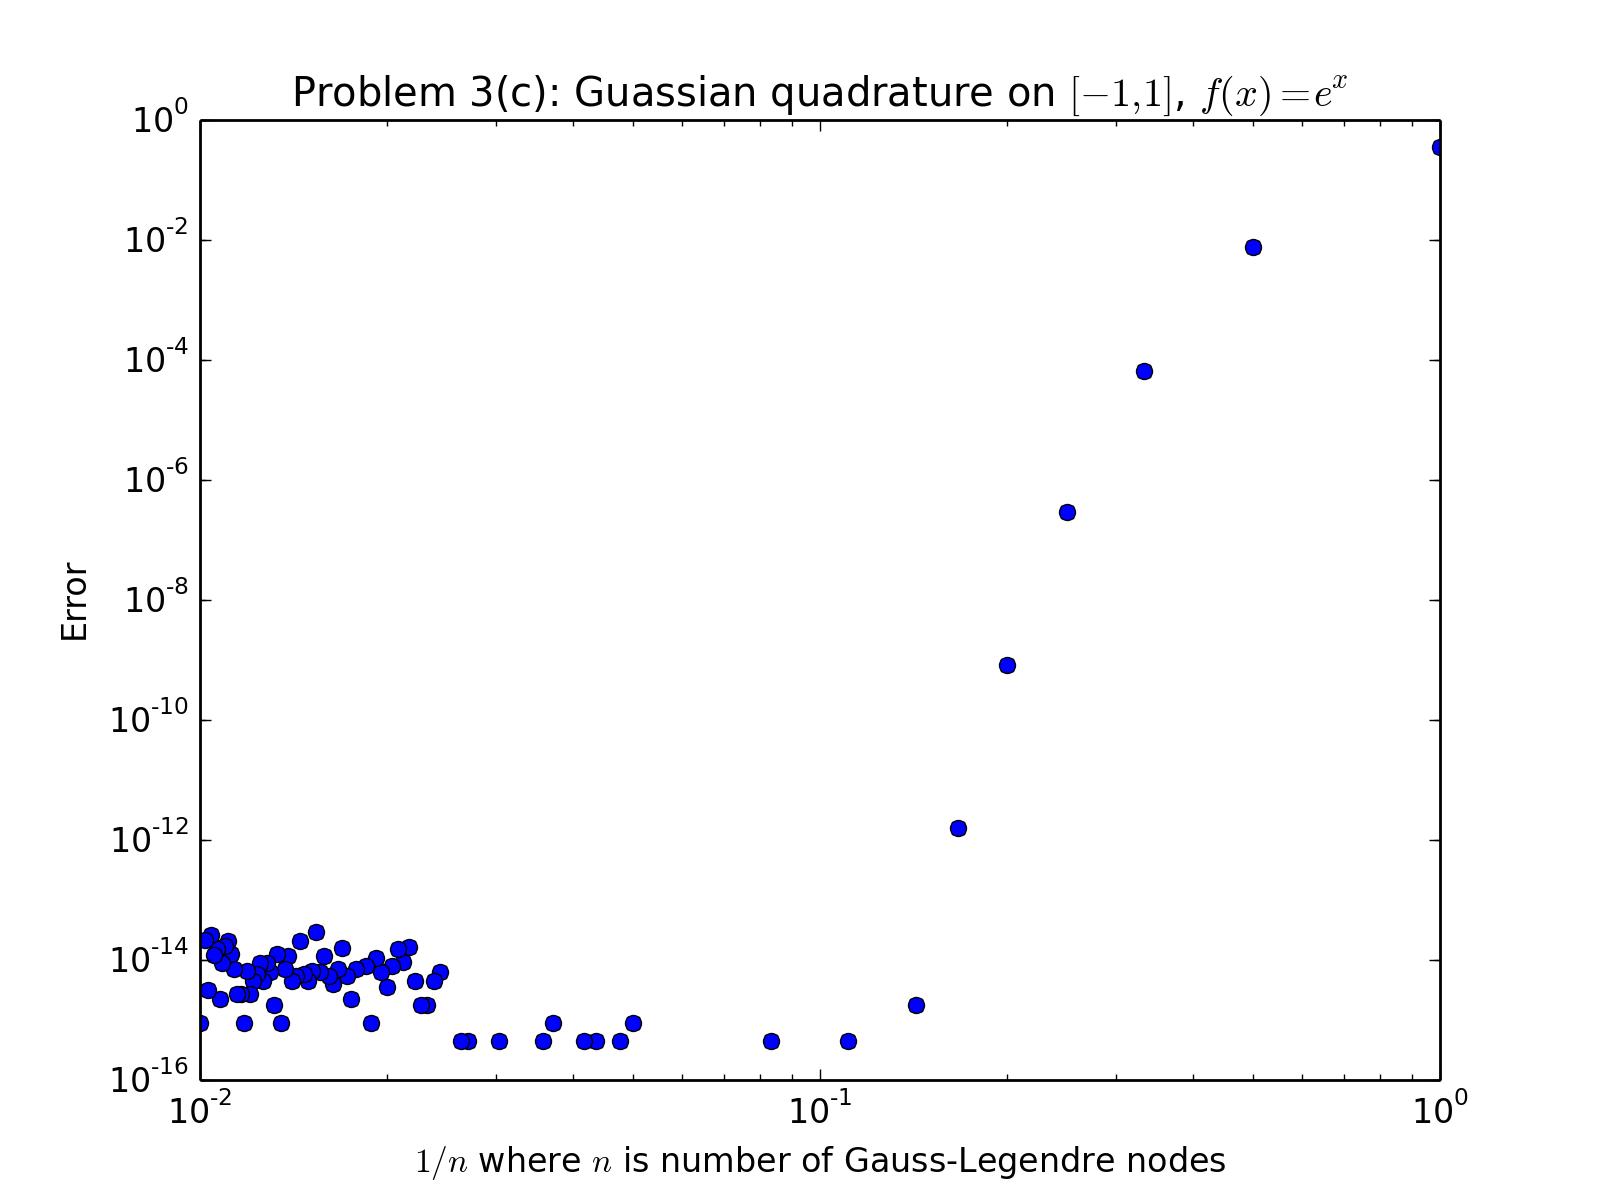 Problem 3(c): Guassian quadrature on [−1,1], f(x)=e^x
10^0
10^-2
10^-4
10^-6
10^-8
10^-10
10^-12
10^-14
10^-16
Error
10^-2 10^-1 10^0
1/n where n is number of Gauss-Legendre nodes